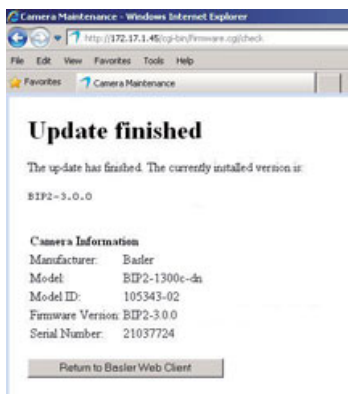 Camera Maintenance - Windows Internet Explorer
http://172.17.1.45/cgi-bin/firmware.cgi/check
File Edit View Favorites Tools Help
Favorites Camera Maintenance
Update finished
The update has finished. The currently installed version is:
BIP2-3.0.0
Camera Information
Manufacturer: Basler
Model: BIP2-1300c-dn
Model ID: 105343-02
Firmware Version: BIP2-3.0.0
Serial Number: 21037724
Return to Basler Web Client